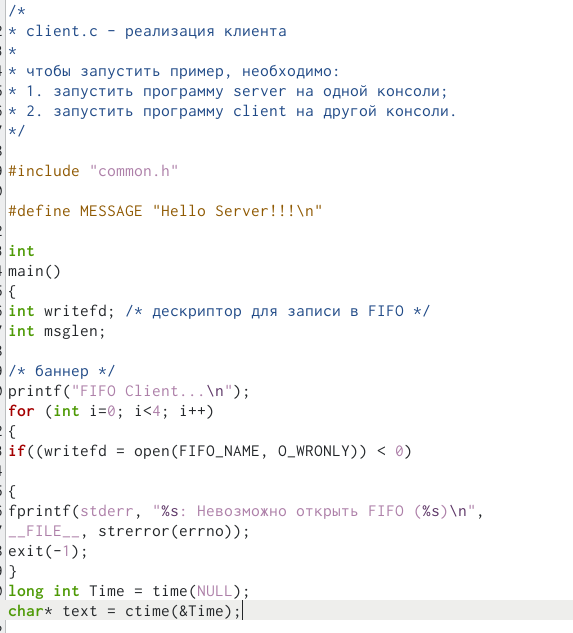 /*
* client.c - реализация клиента
*
* чтобы запустить пример, необходимо:
* 1. запустить программу server на одной консоли;
* 2. запустить программу client на другой консоли.
*/
#include "common.h"
#define MESSAGE "Hello Server!!!\n"
int
main()
{
int writefd; /* дескриптор для записи в FIFO */
int msglen;
/* баннер */
printf("FIFO Client...\n");
for (int i=0; i<4; i++)
{
if((writefd = open(FIFO_NAME, O_WRONLY)) < 0)
{
fprintf(stderr, "%s: Невозможно открыть FIFO (%s)\n",
__FILE__, strerror(errno));
exit(-1);
}
long int Time = time(NULL);
char* text = ctime(&Time);